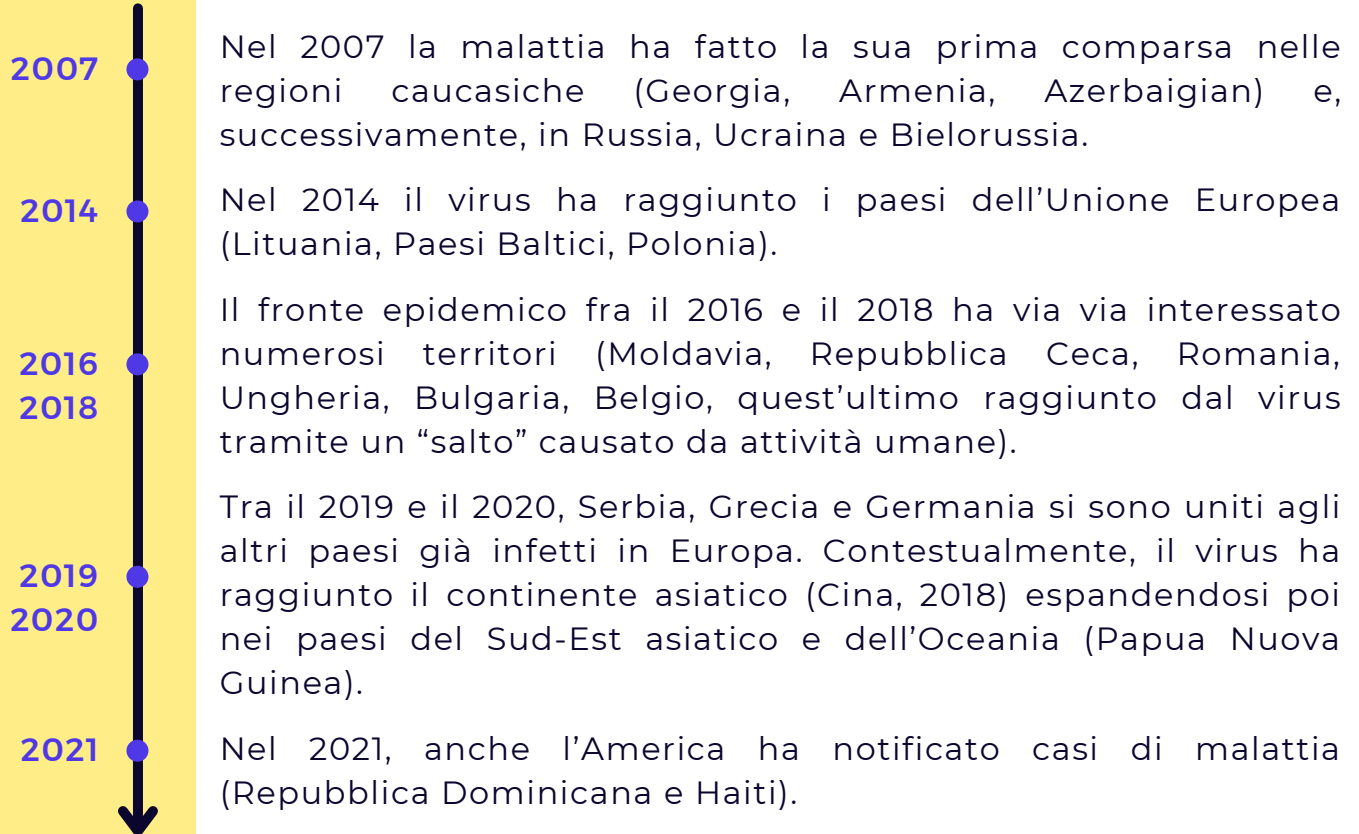 2007
Nel 2007 la malattia ha fatto la sua prima comparsa nelle
regioni caucasiche (Georgia, Armenia, Azerbaigian) e,
successivamente, in Russia, Ucraina e Bielorussia.
2014
Nel 2014 il virus ha raggiunto i paesi dell’Unione Europea
(Lituania, Paesi Baltici, Polonia).
2016
2018
Il fronte epidemico fra il 2016 e il 2018 ha via via interessato
numerosi territori (Moldavia, Repubblica Ceca, Romania,
Ungheria, Bulgaria, Belgio, quest’ultimo raggiunto dal virus
tramite un “salto” causato da attività umane).
2019
2020
Tra il 2019 e il 2020, Serbia, Grecia e Germania si sono uniti agli
altri paesi già infetti in Europa. Contestualmente, il virus ha
raggiunto il continente asiatico (Cina, 2018) espandendosi poi
nei paesi del Sud-Est asiatico e dell’Oceania (Papua Nuova
Guinea).
2021
Nel 2021, anche l’America ha notificato casi di malattia
(Repubblica Dominicana e Haiti).